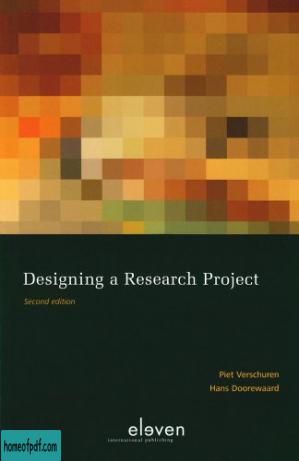 Designing a Research Project
Second edition
Piet Verschuren
Hans Doorewaard
eleven
international publishing
homeofpdf.com